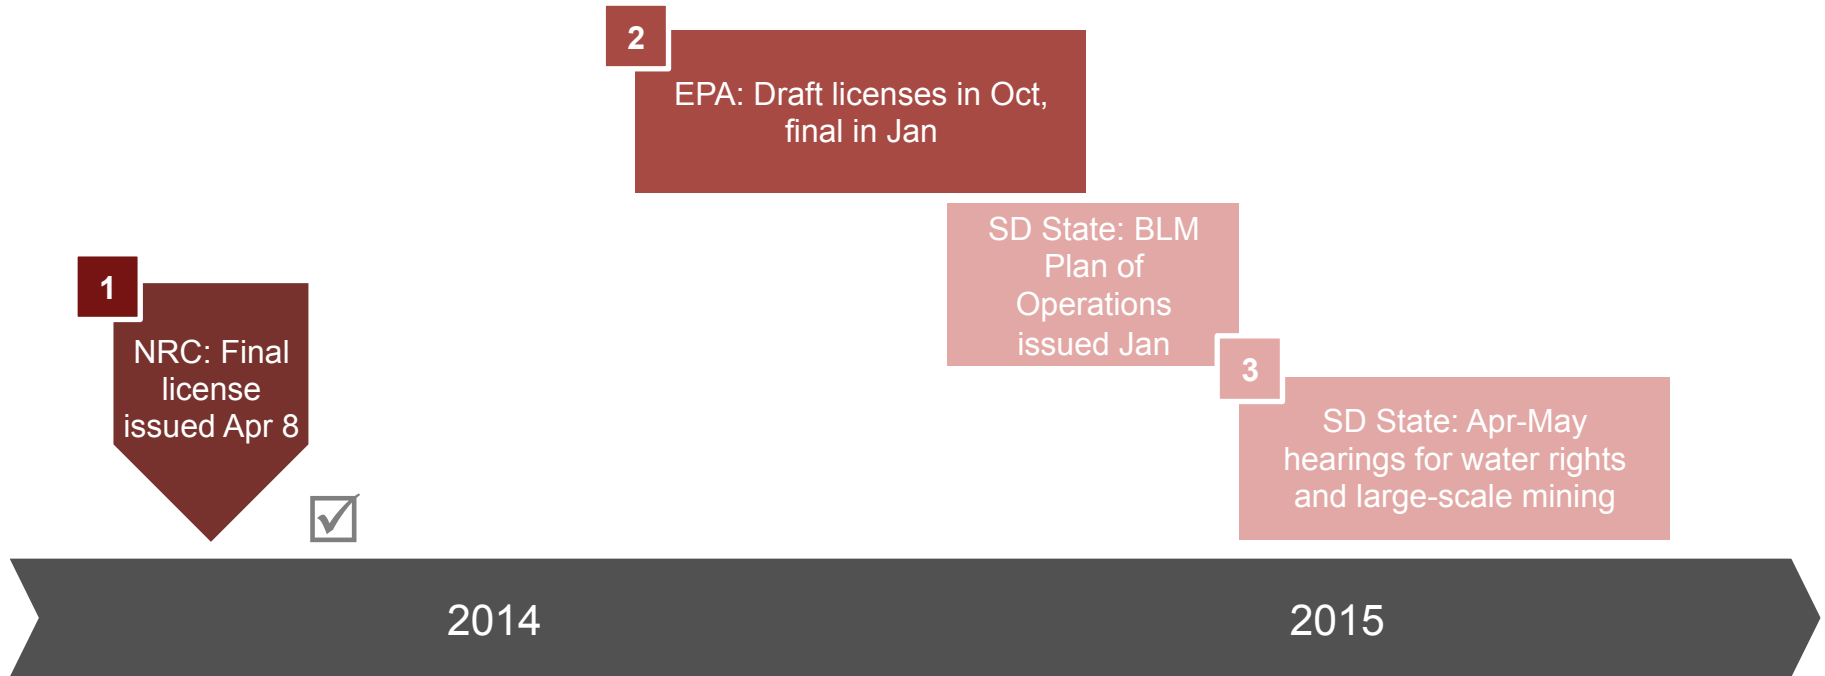 2
EPA: Draft licenses in Oct,
final in Jan
SD State: BLM
Plan of
Operations
issued Jan
1
NRC: Final
license
issued Apr 8
3
SD State: Apr-May
hearings for water rights
and large-scale mining
2014
2015